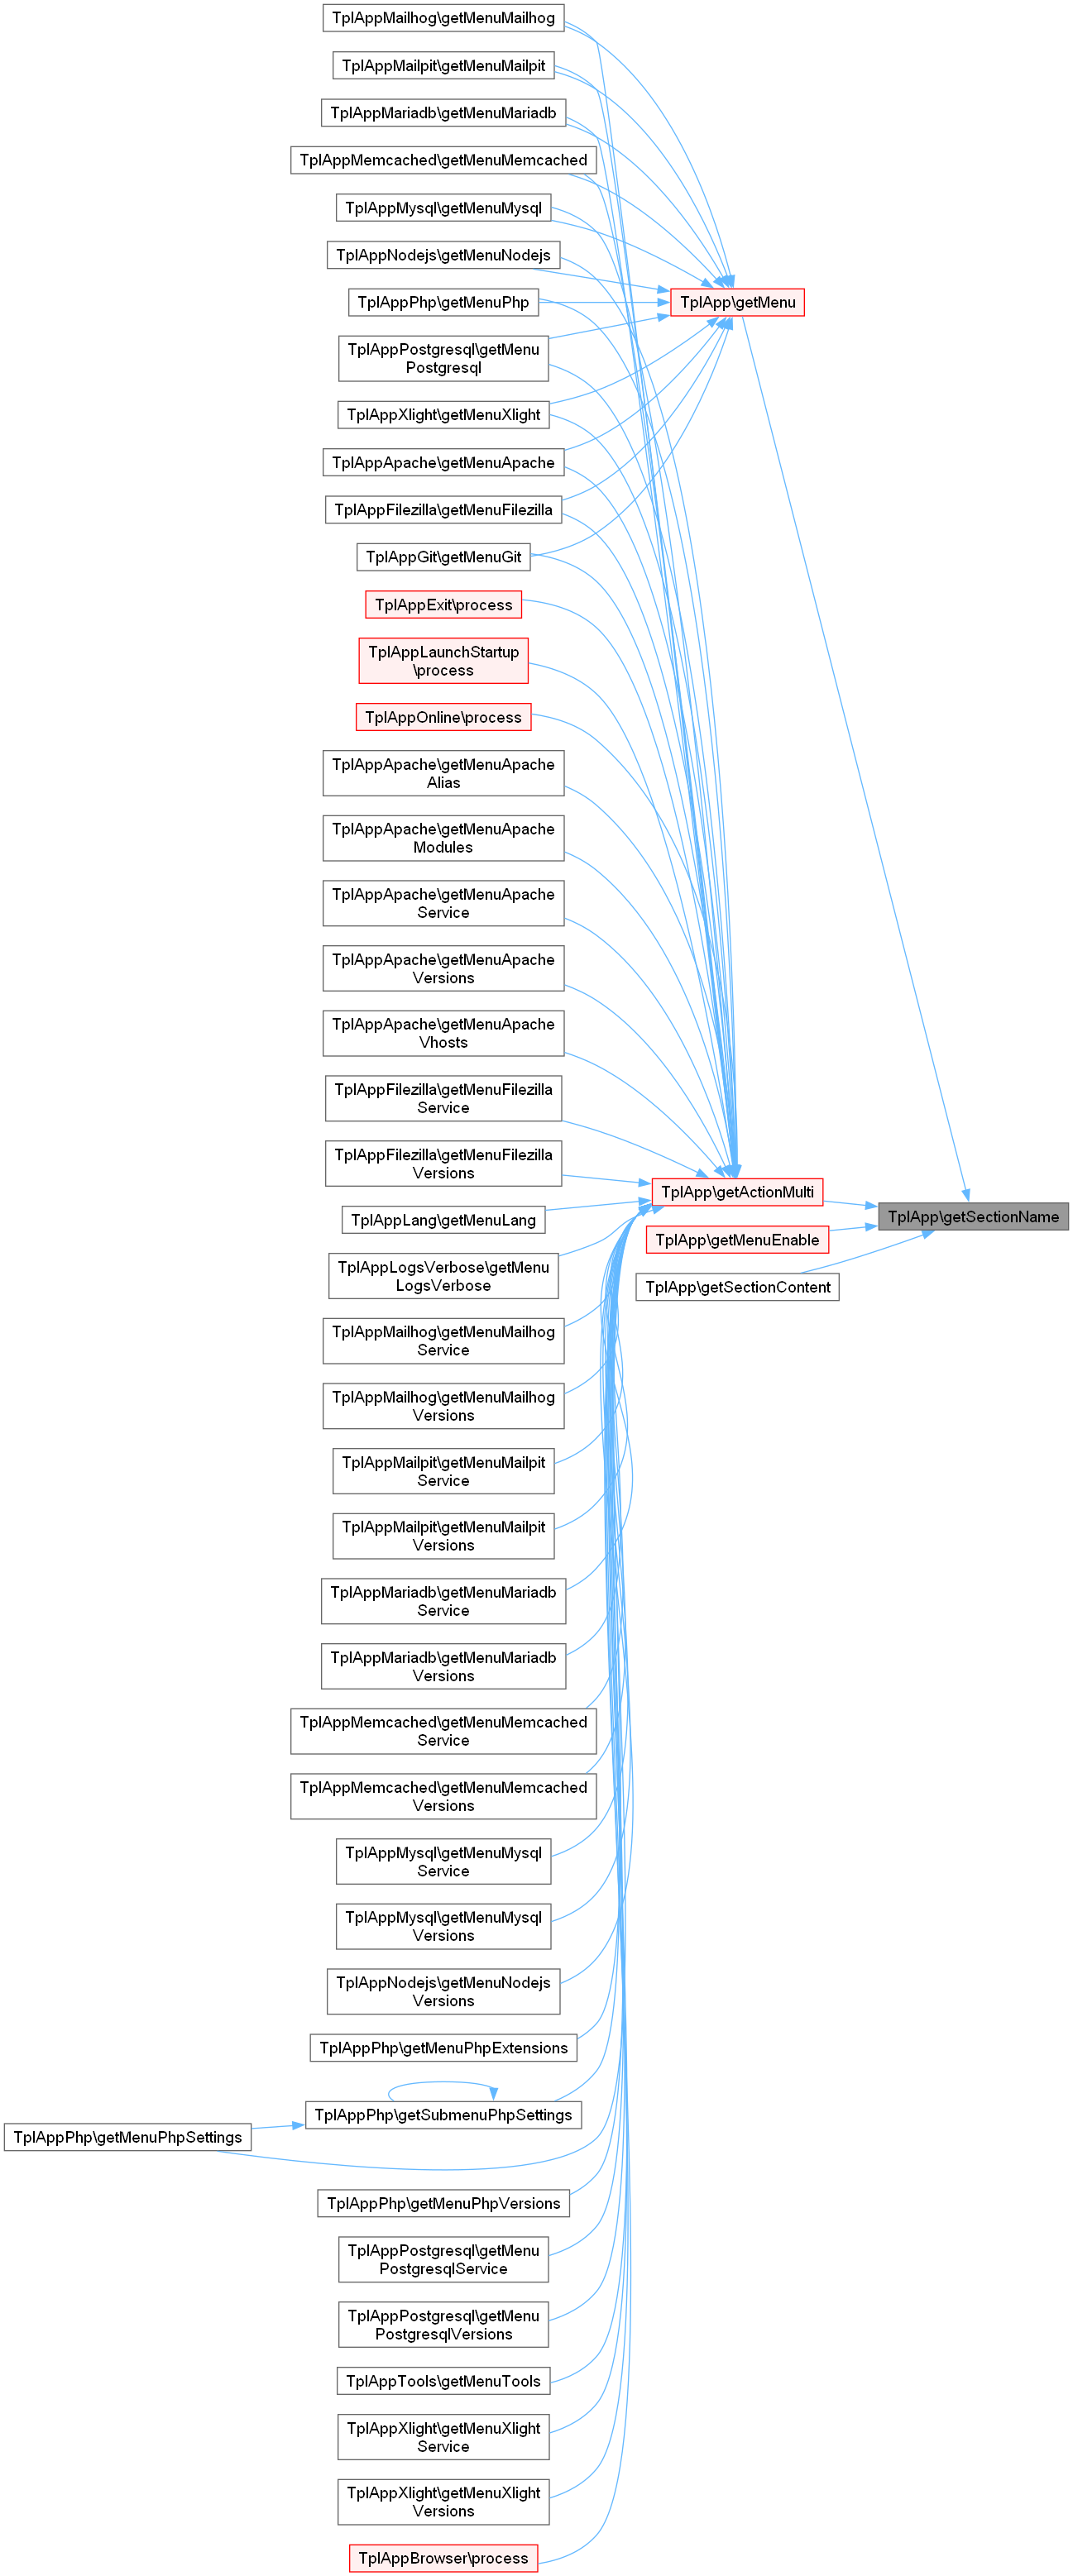 TplAppMailhog\getMenuMailhog
TplAppMailpit\getMenuMailpit
TplAppMariadb\getMenuMariadb
TplAppMemcached\getMenuMemcached
TplAppMysql\getMenuMysql
TplAppNodejs\getMenuNodejs
TplAppPhp\getMenuPhp
TplApp\getMenu
TplAppPostgresql\getMenu
Postgresql
TplAppXlight\getMenuXlight
TplAppApache\getMenuApache
TplAppFilezilla\getMenuFilezilla
TplAppGit\getMenuGit
TplAppExit\process
TplAppLaunchStartup
\process
TplAppOnline\process
TplAppApache\getMenuApache
Alias
TplAppApache\getMenuApache
Modules
TplAppApache\getMenuApache
Service
TplAppApache\getMenuApache
Versions
TplAppApache\getMenuApache
Vhosts
TplAppFilezilla\getMenuFilezilla
Service
TplAppFilezilla\getMenuFilezilla
Versions
TplApp\getActionMulti
TplApp\getSectionName
TplAppLang\getMenuLang
TplApp\getMenuEnable
TplAppLogsVerbose\getMenu
LogsVerbose
TplApp\getSectionContent
TplAppMailhog\getMenuMailhog
Service
TplAppMailhog\getMenuMailhog
Versions
TplAppMailpit\getMenuMailpit
Service
TplAppMailpit\getMenuMailpit
Versions
TplAppMariadb\getMenuMariadb
Service
TplAppMariadb\getMenuMariadb
Versions
TplAppMemcached\getMenuMemcached
Service
TplAppMemcached\getMenuMemcached
Versions
TplAppMysql\getMenuMysql
Service
TplAppMysql\getMenuMysql
Versions
TplAppNodejs\getMenuNodejs
Versions
TplAppPhp\getMenuPhpExtensions
TplAppPhp\getSubmenuPhpSettings
TplAppPhp\getMenuPhpSettings
TplAppPhp\getMenuPhpVersions
TplAppPostgresql\getMenu
PostgresqlService
TplAppPostgresql\getMenu
PostgresqlVersions
TplAppTools\getMenuTools
TplAppXlight\getMenuXlight
Service
TplAppXlight\getMenuXlight
Versions
TplAppBrowser\process